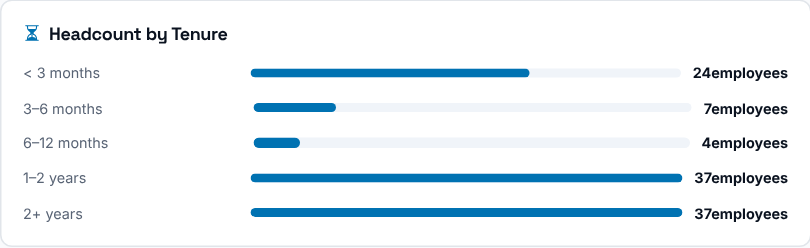 Headcount by Tenure
< 3 months 24employees
3–6 months 7employees
6–12 months 4employees
1–2 years 37employees
2+ years 37employees